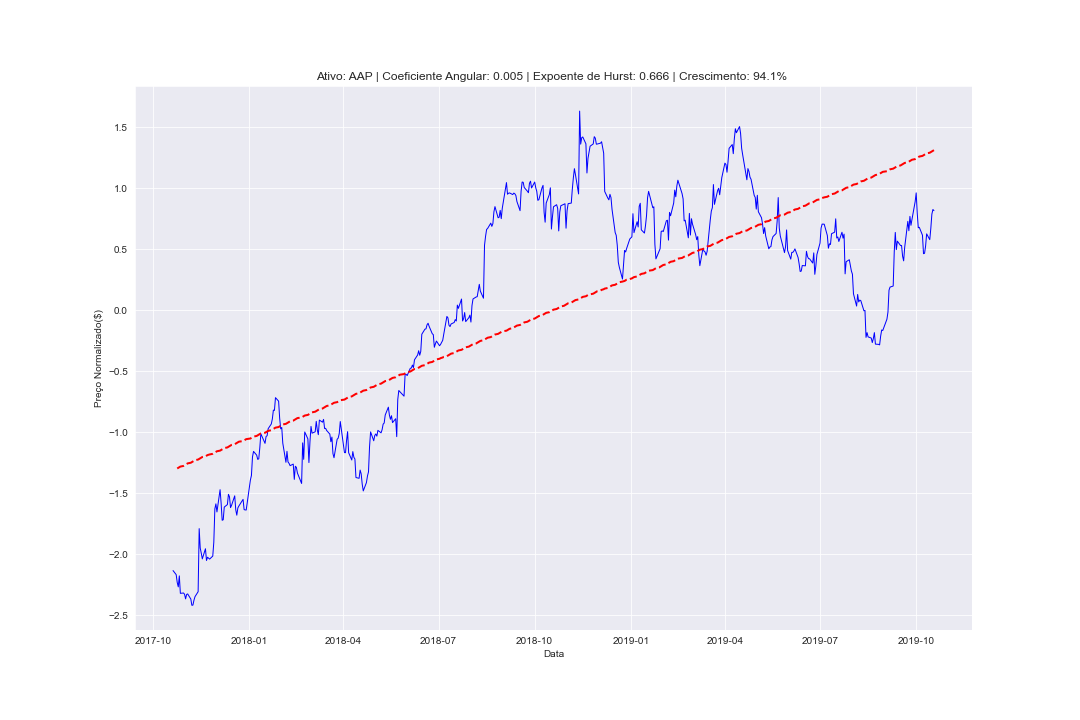 Ativo: AAP | Coeficiente Angular: 0.005 | Expoente de Hurst: 0.666 | Crescimento: 94.1%
Preço Normalizado($)
1.5
1.0
0.5
0.0
−0.5
−1.0
−1.5
−2.0
−2.5
2017-10 2018-01 2018-04 2018-07 2018-10 2019-01 2019-04 2019-07 2019-10
Data